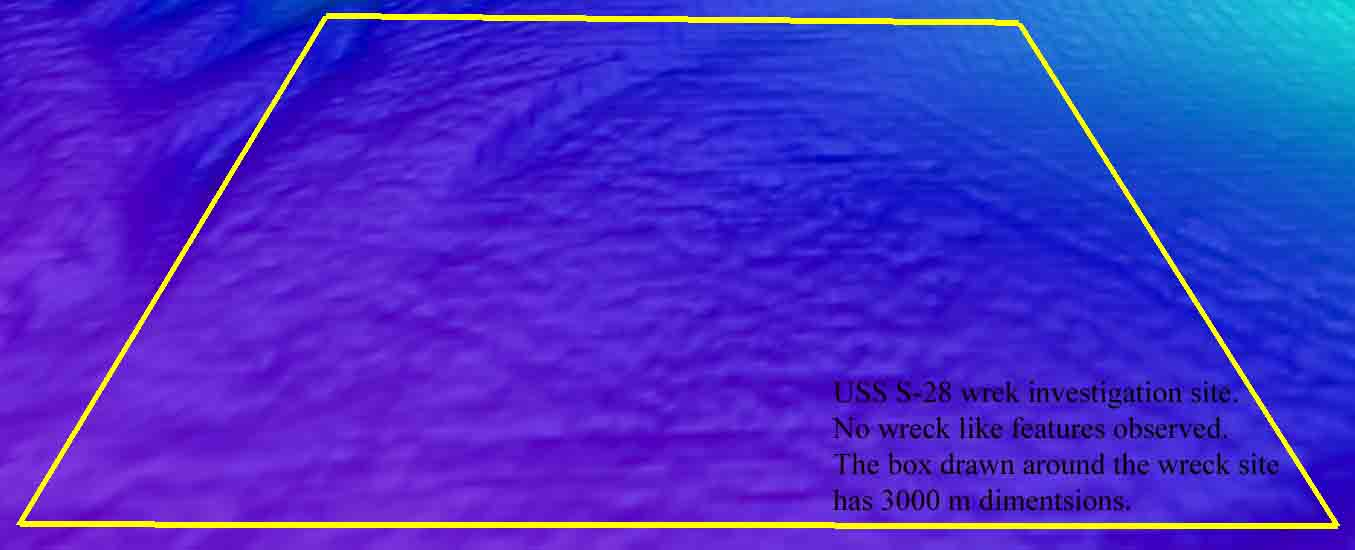 USS S-28 wrek investigation site.
No wreck like features observed.
The box drawn around the wreck site
has 3000 m dimentsions.